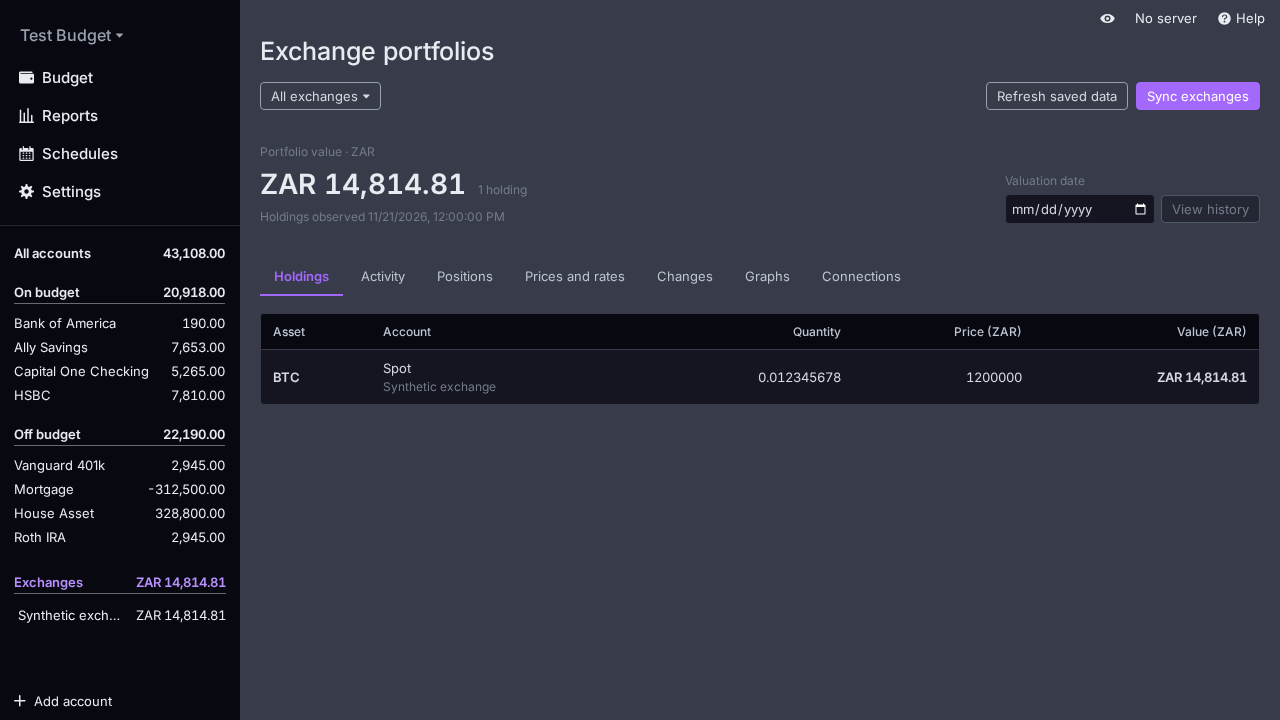 Test Budget
Budget
Reports
Schedules
Settings
All accounts 43,108.00
On budget 20,918.00
Bank of America 190.00
Ally Savings 7,653.00
Capital One Checking 5,265.00
HSBC 7,810.00
Off budget 22,190.00
Vanguard 401k 2,945.00
Mortgage -312,500.00
House Asset 328,800.00
Roth IRA 2,945.00
Exchanges ZAR 14,814.81
Synthetic exch... ZAR 14,814.81
Add account
No server Help
Exchange portfolios
All exchanges Refresh saved data Sync exchanges
Portfolio value · ZAR
ZAR 14,814.81 1 holding
Holdings observed 11/21/2026, 12:00:00 PM
Valuation date
mm/dd/yyyy View history
Holdings Activity Positions Prices and rates Changes Graphs Connections
Asset Account Quantity Price (ZAR) Value (ZAR)
BTC Spot 0.012345678 1200000 ZAR 14,814.81
Synthetic exchange